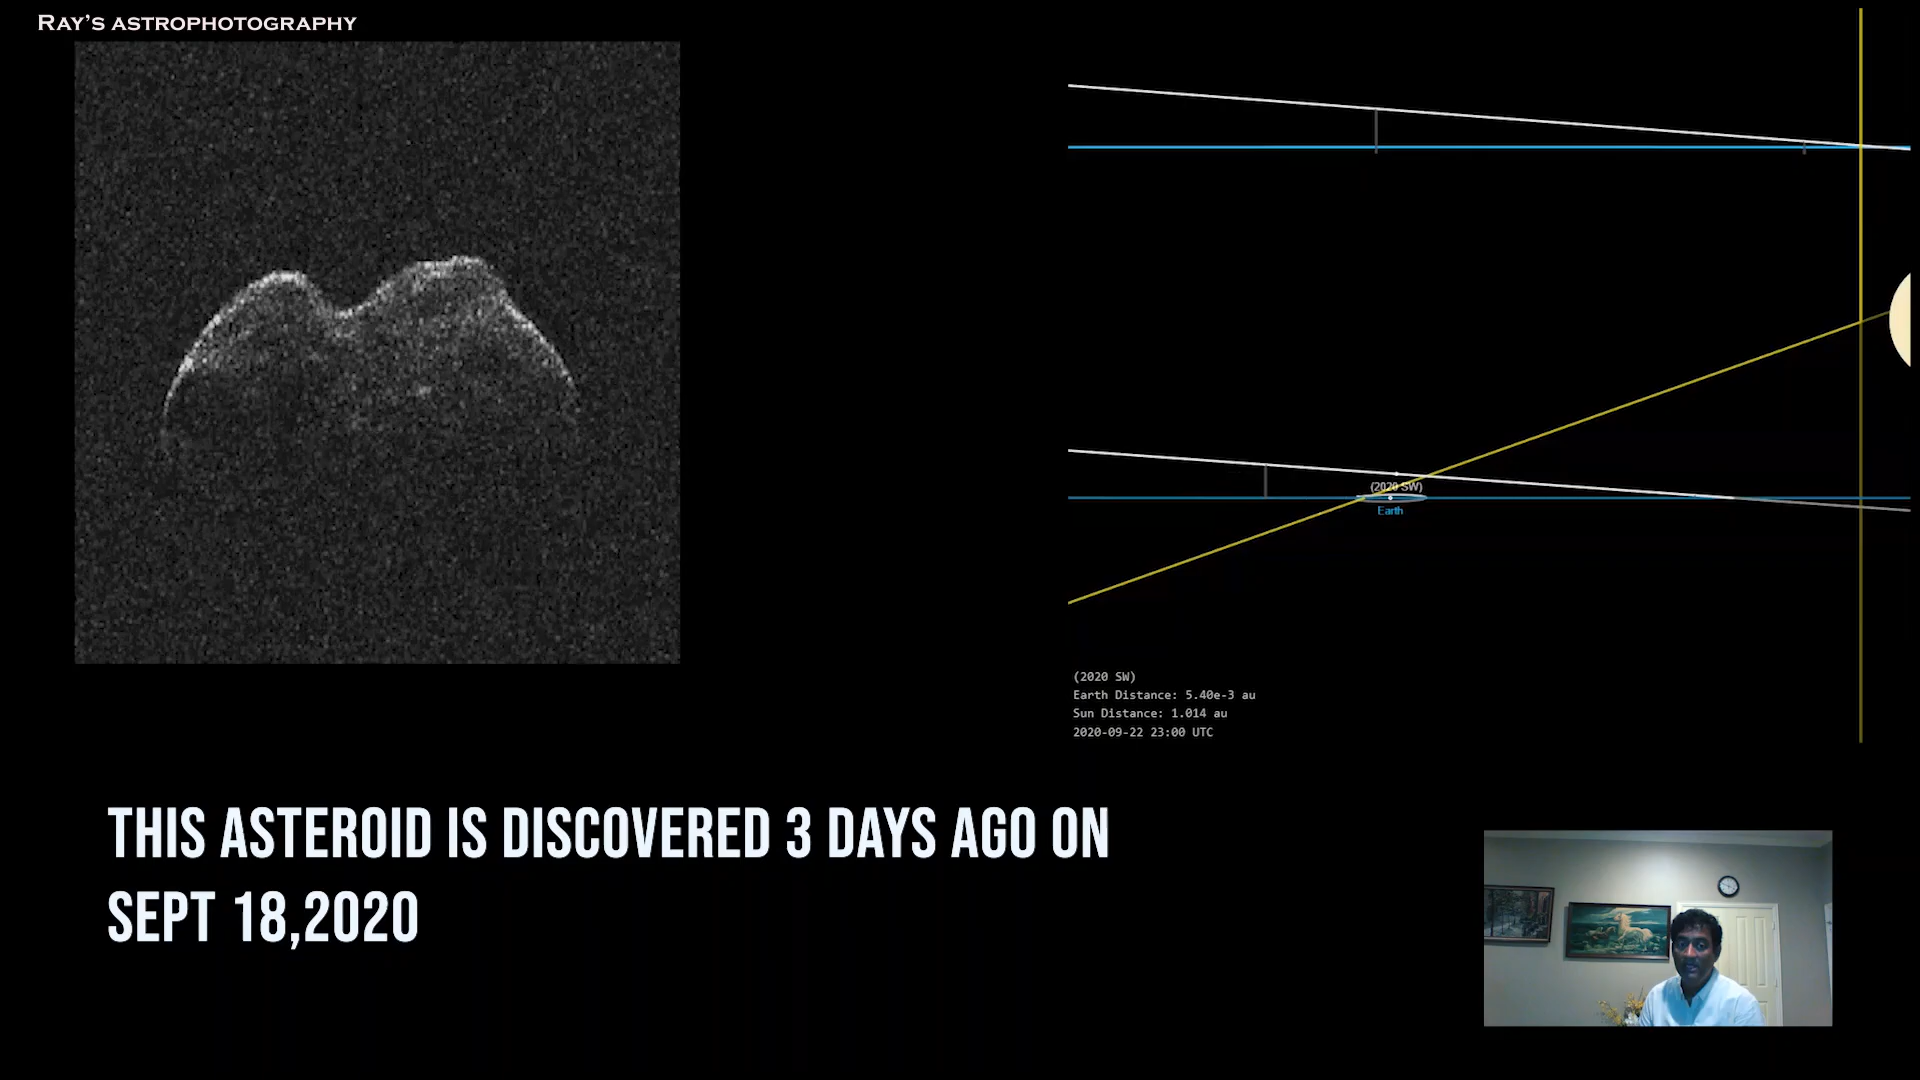 RAY'S ASTROPHOTOGRAPHY
(2020 SW)
Earth
(2020 SW)
Earth Distance: 5.40e-3 au
Sun Distance: 1.014 au
2020-09-22 23:00 UTC
THIS ASTEROID IS DISCOVERED 3 DAYS AGO ON
SEPT 18,2020